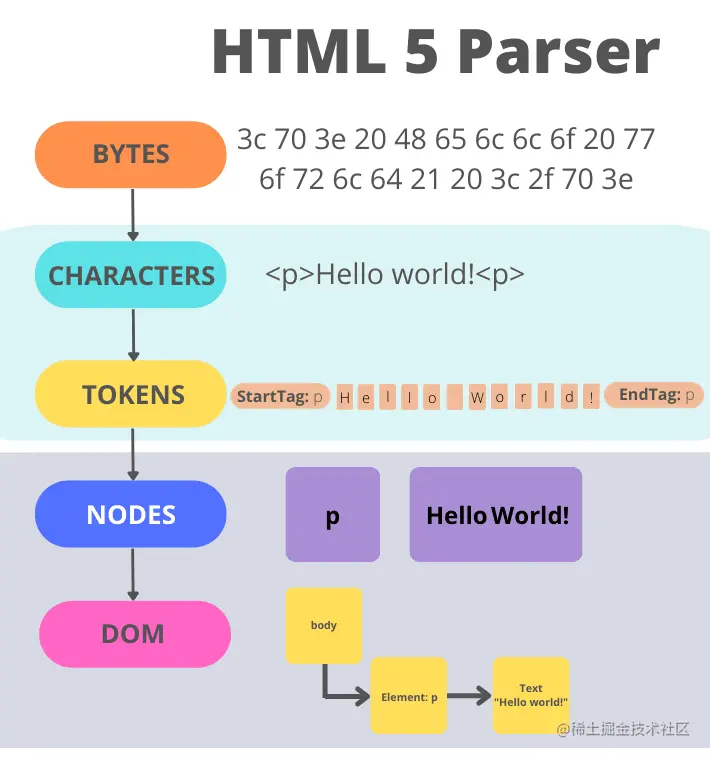 HTML 5 Parser
BYTES
3c 70 3e 20 48 65 6c 6c 6f 20 77
6f 72 6c 64 21 20 3c 2f 70 3e
CHARACTERS
<p>Hello world!<p>
TOKENS
StartTag: p
H e l l o W o r l d !
EndTag: p
NODES
p
Hello World!
DOM
body
Element: p
Text
"Hello world!"
@稀土掘金技术社区